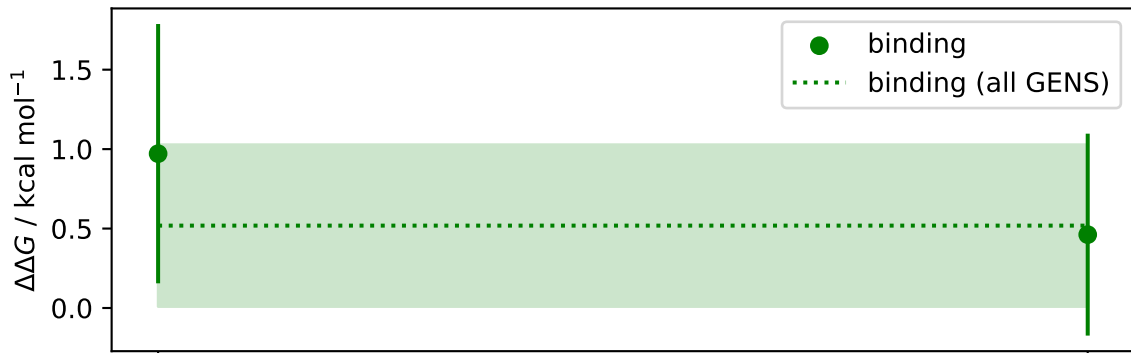 binding
binding (all GENS)
1.5
1.0
0.5
0.0
ΔΔG / kcal mol⁻¹